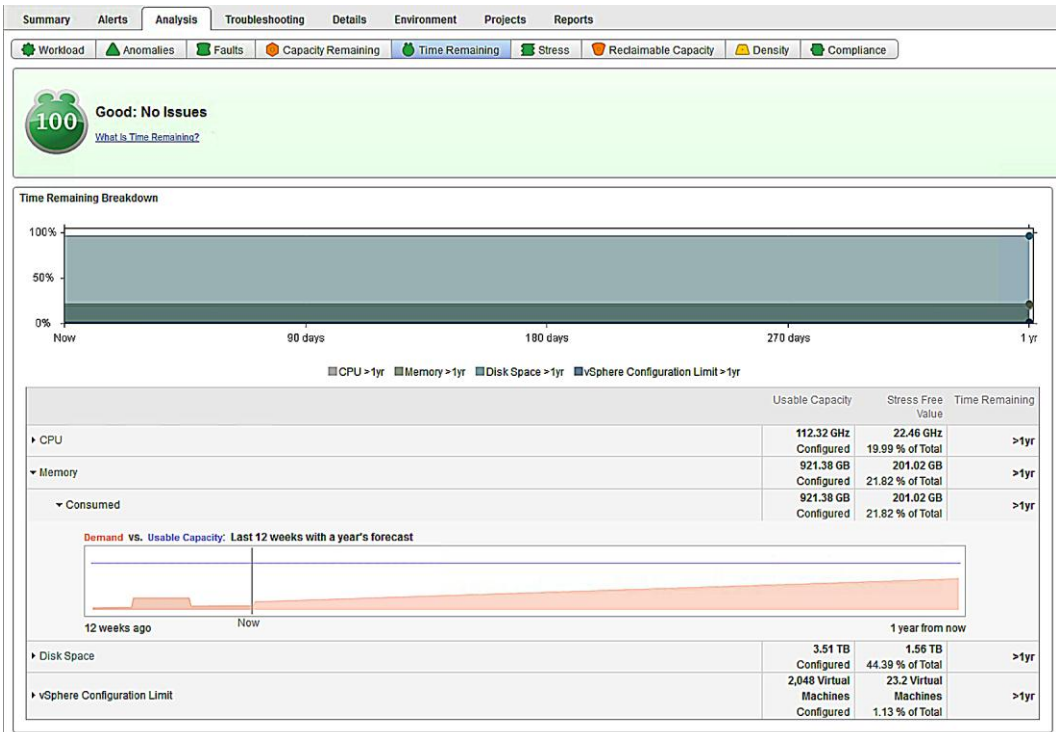 Summary Alerts Analysis Troubleshooting Details Environment Projects Reports
Workload Anomalies Faults Capacity Remaining Time Remaining Stress Reclaimable Capacity Density Compliance
100
Good: No Issues
What Is Time Remaining?
Time Remaining Breakdown
100%
50%
0%
Now 90 days 180 days 270 days 1 yr
CPU >1yr Memory >1yr Disk Space >1yr vSphere Configuration Limit >1yr
Usable Capacity Stress Free Value Time Remaining
CPU 112.32 GHz Configured 22.46 GHz 19.99 % of Total >1yr
Memory 921.38 GB Configured 201.02 GB 21.82 % of Total >1yr
Consumed 921.38 GB Configured 201.02 GB 21.82 % of Total >1yr
Demand vs. Usable Capacity: Last 12 weeks with a year's forecast
12 weeks ago Now 1 year from now
Disk Space 3.51 TB Configured 1.56 TB 44.39 % of Total >1yr
vSphere Configuration Limit 2,048 Virtual Machines Configured 23.2 Virtual Machines 1.13 % of Total >1yr